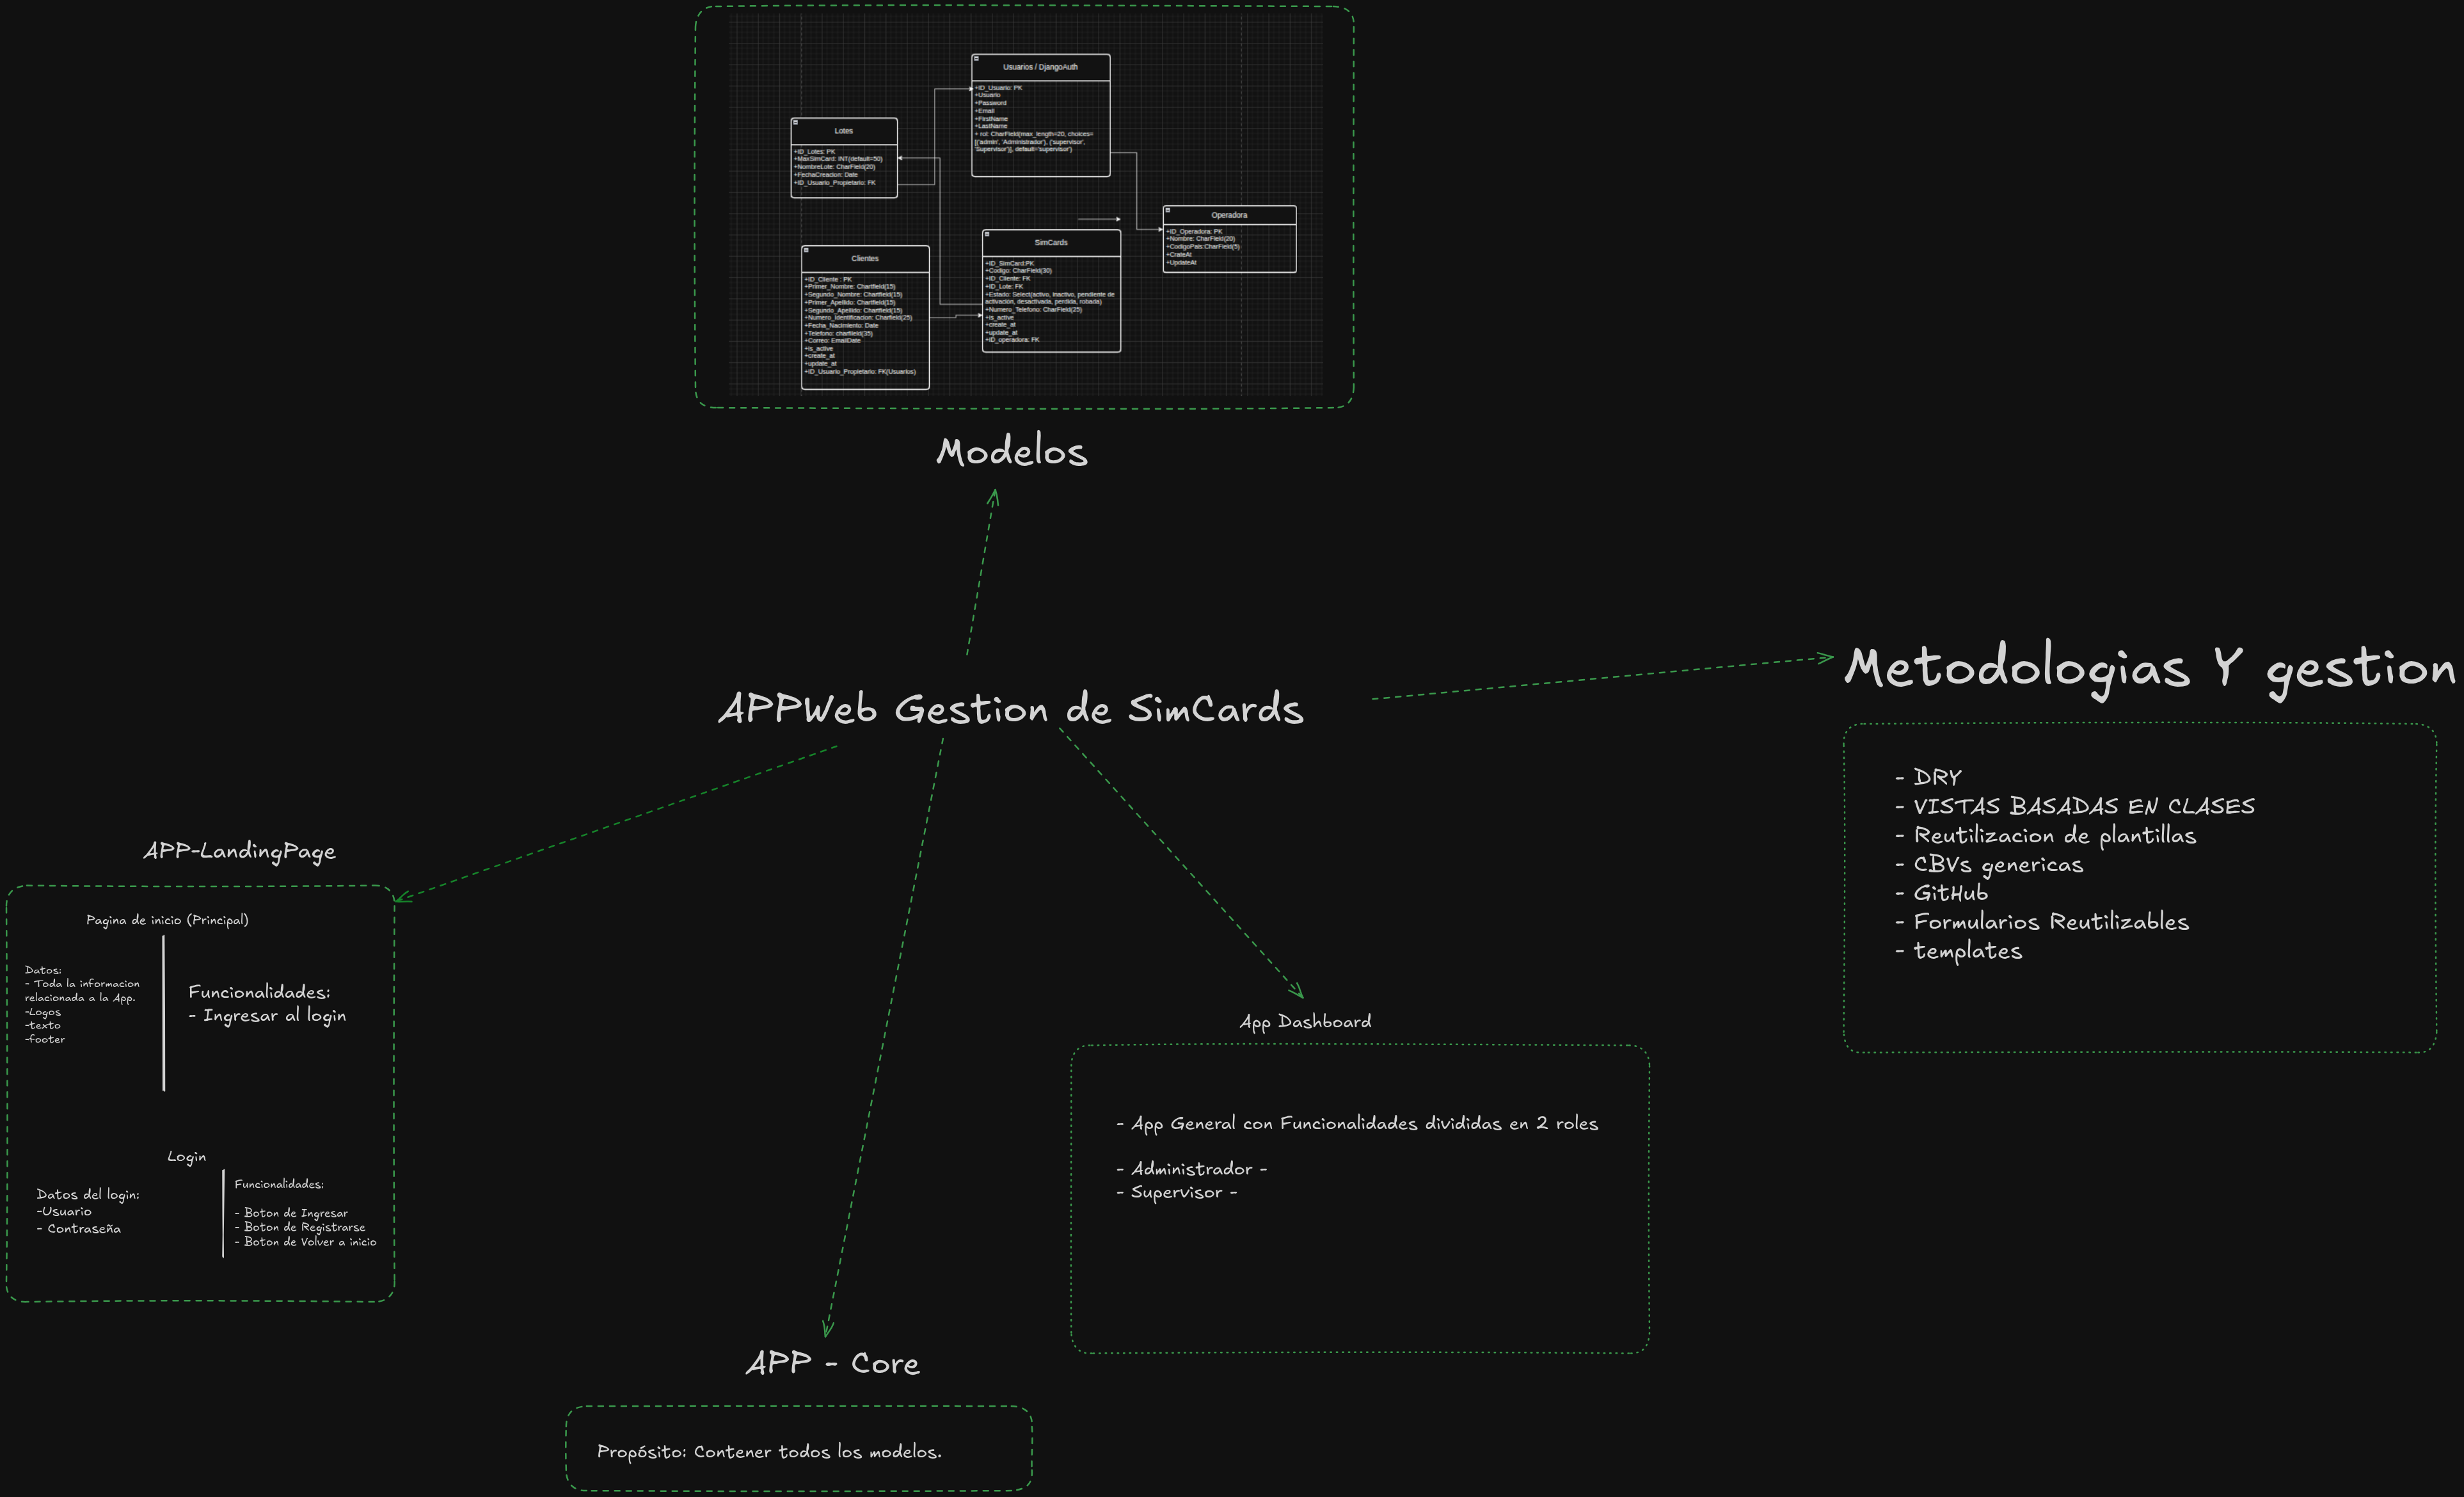 Usuarios / DjangoAuth
+ID_Usuario: PK
+Usuario
+Password
+Email
+FirstName
+LastName
+ rol: CharField(max_length=20, choices=
[('admin', 'Administrador'), ('supervisor',
'Supervisor')], default='supervisor')
Lotes
+ID_Lotes: PK
+MaxSimCard: INT(default=50)
+NombreLote: CharField(20)
+FechaCreacion: Date
+ID_Usuario_Propietario: FK
Operadora
+ID_Operadora: PK
+Nombre: CharField(20)
+CodigoPais:CharField(5)
+CrateAt
+UpdateAt
SimCards
+ID_SimCard:PK
+Codigo: CharField(30)
+ID_Cliente: FK
+ID_Lote: FK
+Estado: Select(activo, inactivo, pendiente de
activación, desactivada, perdida, robada)
+Numero_Telefono: CharField(25)
+is_active
+create_at
+update_at
+ID_operadora: FK
Clientes
+ID_Cliente : PK
+Primer_Nombre: Chartfield(15)
+Segundo_Nombre: Chartfield(15)
+Primer_Apellido: Chartfield(15)
+Segundo_Apellido: Chartfield(15)
+Numero_Identificacion: Charfield(25)
+Fecha_Nacimiento: Date
+Telefono: charfileld(35)
+Correo: EmailDate
+is_active
+create_at
+update_at
+ID_Usuario_Propietario: FK(Usuarios)
Modelos
APPWeb Gestion de SimCards
Metodologias Y gestion
- DRY
- VISTAS BASADAS EN CLASES
- Reutilizacion de plantillas
- CBVs genericas
- GitHub
- Formularios Reutilizables
- templates
APP-LandingPage
Pagina de inicio (Principal)
Datos:
- Toda la informacion
relacionada a la App.
-Logos
-texto
-footer
Funcionalidades:
- Ingresar al login
Login
Datos del login:
-Usuario
- Contraseña
Funcionalidades:
- Boton de Ingresar
- Boton de Registrarse
- Boton de Volver a inicio
App Dashboard
- App General con Funcionalidades divididas en 2 roles
- Administrador -
- Supervisor -
APP - Core
Propósito: Contener todos los modelos.